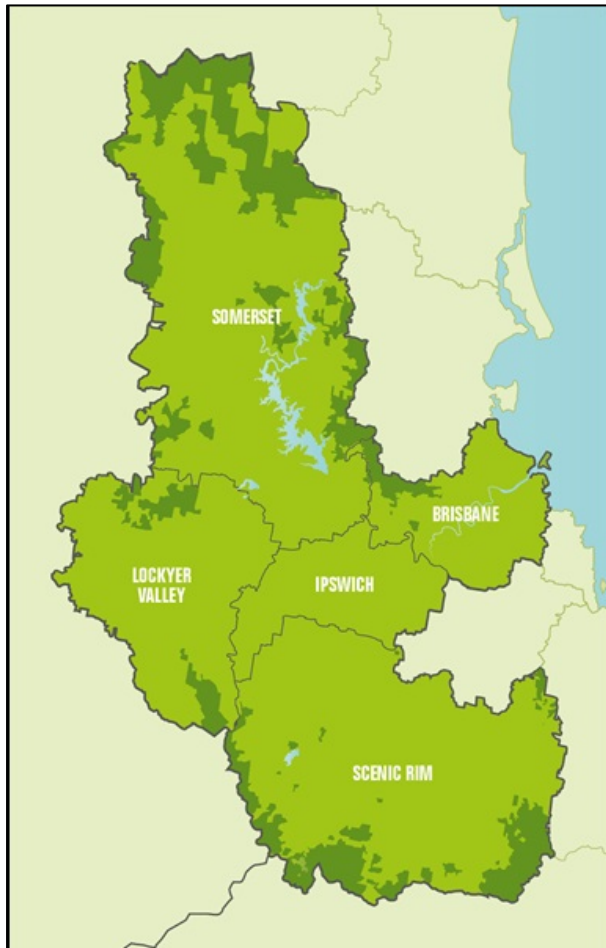 SOMERSET
BRISBANE
LOCKYER
VALLEY
IPSWICH
SCENIC RIM